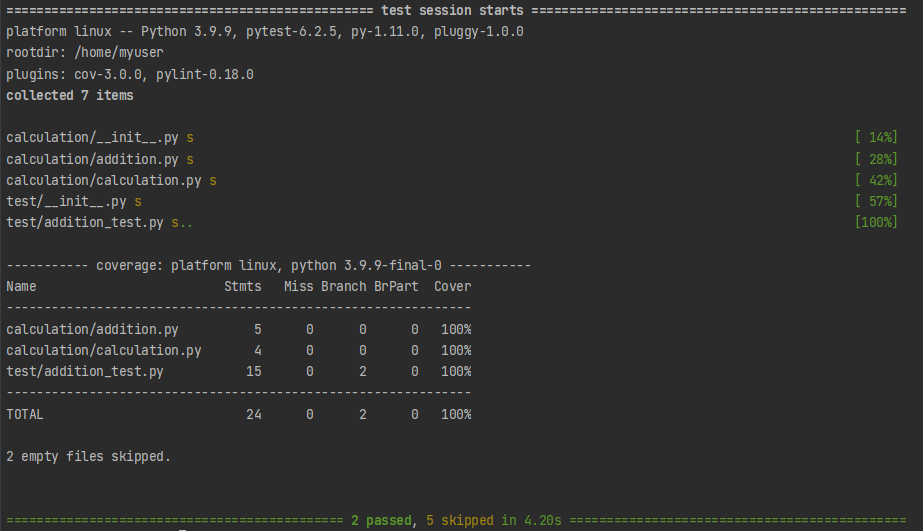 ================================================= test session starts ==================================================
platform linux -- Python 3.9.9, pytest-6.2.5, py-1.11.0, pluggy-1.0.0
rootdir: /home/myuser
plugins: cov-3.0.0, pylint-0.18.0
collected 7 items
calculation/__init__.py s [ 14%]
calculation/addition.py s [ 28%]
calculation/calculation.py s [ 42%]
test/__init__.py s [ 57%]
test/addition_test.py s.. [100%]
----------- coverage: platform linux, python 3.9.9-final-0 -----------
Name Stmts Miss Branch BrPart Cover
--------------------------------------------------------------
calculation/addition.py 5 0 0 0 100%
calculation/calculation.py 4 0 0 0 100%
test/addition_test.py 15 0 2 0 100%
--------------------------------------------------------------
TOTAL 24 0 2 0 100%
2 empty files skipped.
============================================= 2 passed, 5 skipped in 4.20s =============================================